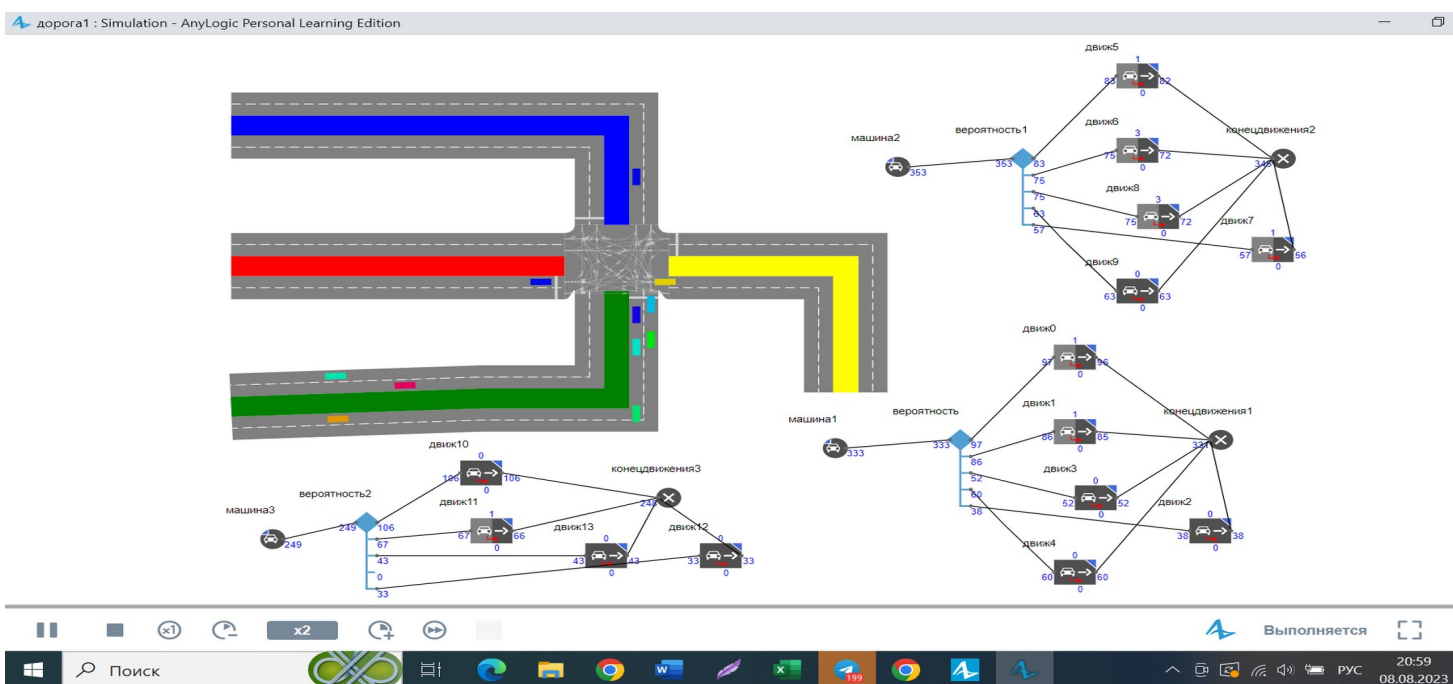 дорога1 : Simulation - AnyLogic Personal Learning Edition
движ5
1
83 82
0
движ6
3
75 72
0
машина2
353
вероятность1
353 83
75
75
63
57
конецдвижения2
движ8
3
75 72
0
движ7
1
57 56
0
движ9
0
63 63
0
движ0
1
97 96
0
машина1
333
вероятность
333 97
86
52
60
38
движ1
1
86 85
0
конецдвижения1
движ3
0
52 52
0
движ2
0
38 38
0
движ4
0
60 60
0
движ10
0
106 106
0
машина3
249
вероятность2
249 106
67
43
0
33
движ11
1
67 66
0
конецдвижения3
248
движ13
0
43 43
0
движ12
0
33 33
0
x1
x2
Выполняется
Поиск
199
РУС
20:59
08.08.2023